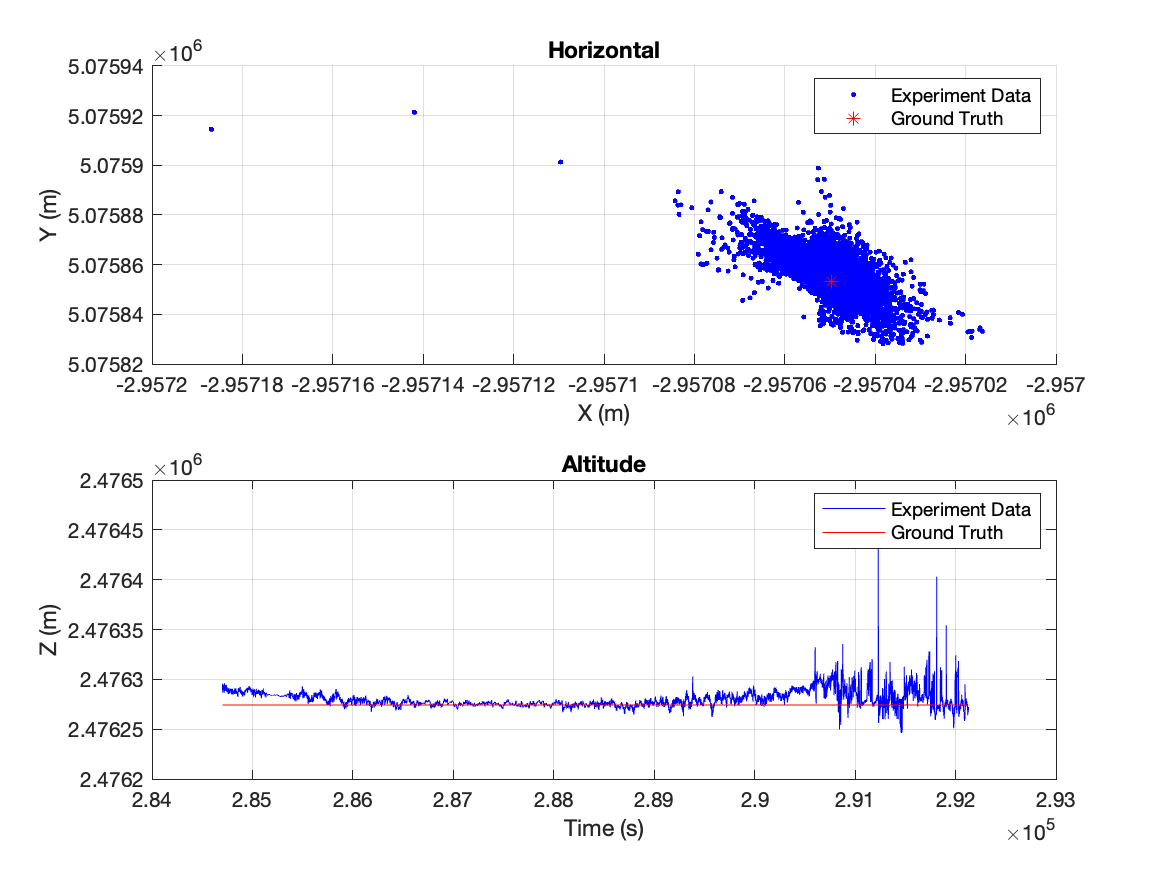 Horizontal
×10⁶
5.07594
5.07592
5.0759
5.07588
5.07586
5.07584
5.07582
Y (m)
Experiment Data
Ground Truth
-2.9572 -2.95718 -2.95716 -2.95714 -2.95712 -2.9571 -2.95708 -2.95706 -2.95704 -2.95702 -2.957
X (m)
×10⁶
Altitude
×10⁶
2.4765
2.47645
2.4764
2.47635
2.4763
2.47625
2.4762
Z (m)
Experiment Data
Ground Truth
2.84 2.85 2.86 2.87 2.88 2.89 2.9 2.91 2.92 2.93
Time (s)
×10⁵